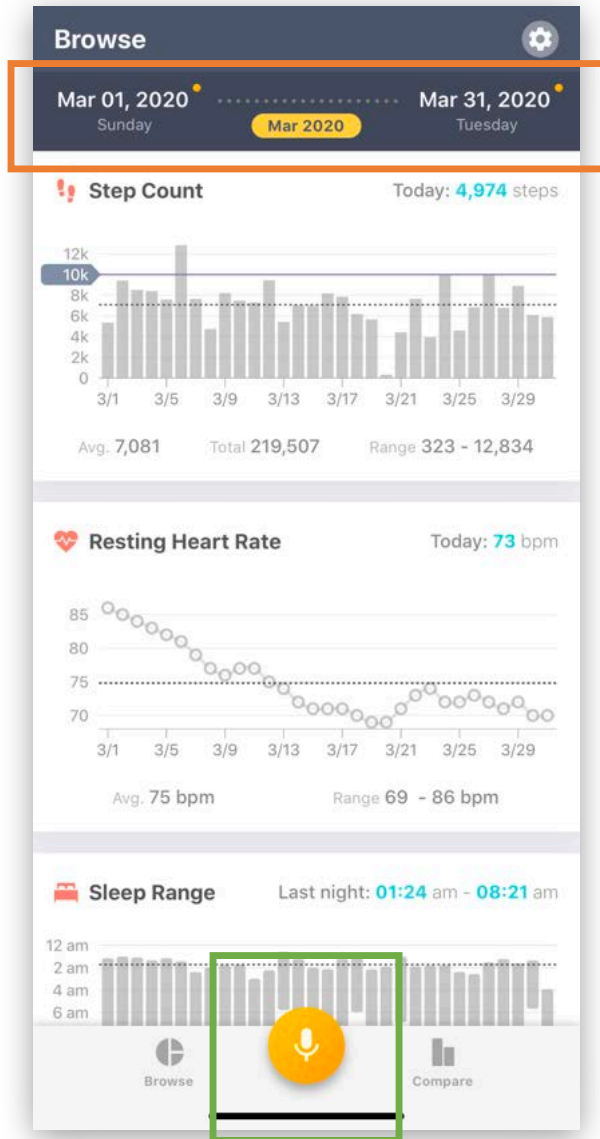 Browse
Mar 01, 2020 Mar 31, 2020
Sunday Mar 2020 Tuesday
Step Count Today: 4,974 steps
12k
10k
8k
6k
4k
2k
0
3/1 3/5 3/9 3/13 3/17 3/21 3/25 3/29
Avg. 7,081 Total 219,507 Range 323 - 12,834
Resting Heart Rate Today: 73 bpm
85
80
75
70
3/1 3/5 3/9 3/13 3/17 3/21 3/25 3/29
Avg. 75 bpm Range 69 - 86 bpm
Sleep Range Last night: 01:24 am - 08:21 am
12 am
2 am
4 am
6 am
Browse Compare